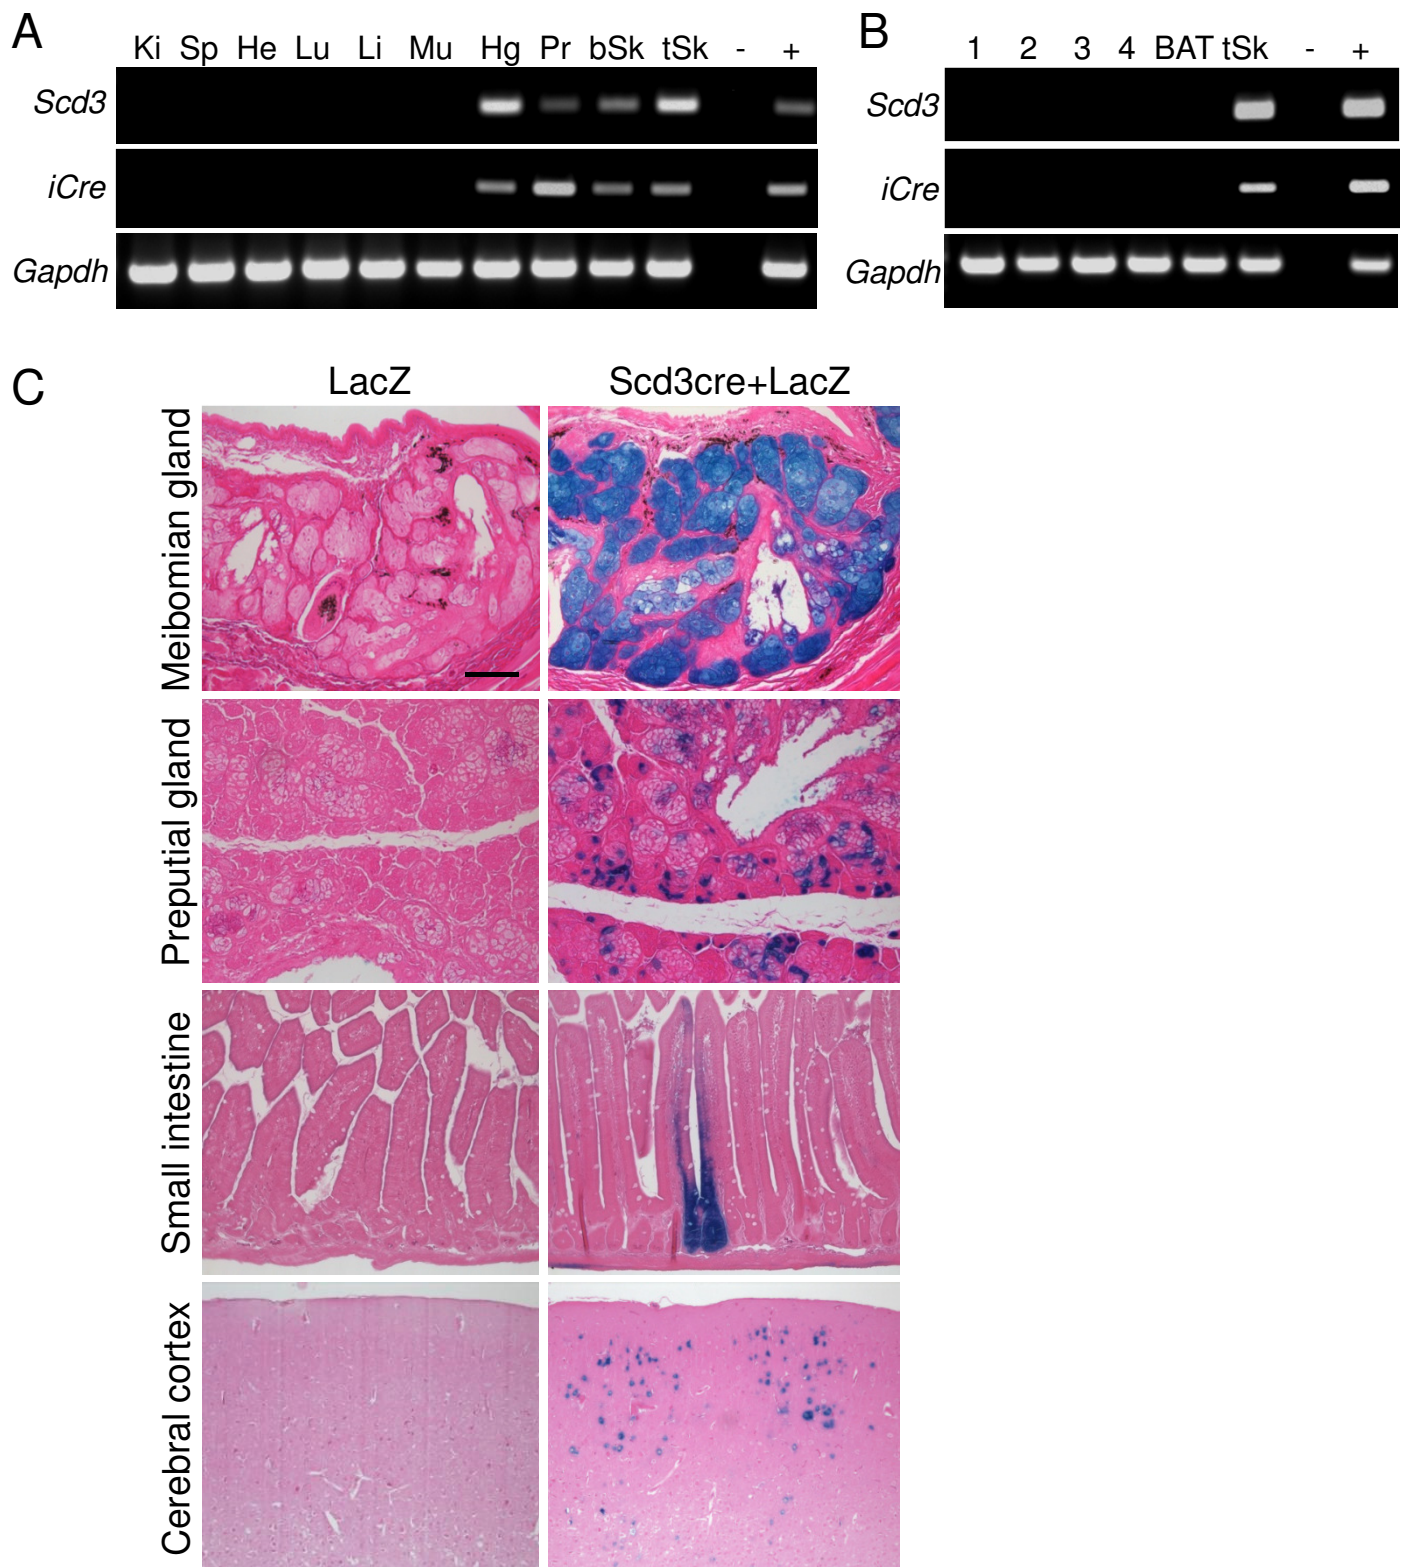 A
Ki Sp He Lu Li Mu Hg Pr bSk tSk - +
Scd3
iCre
Gapdh
B
1 2 3 4 BAT tSk - +
Scd3
iCre
Gapdh
C
LacZ Scd3cre+LacZ
Meibomian gland
Preputial gland
Small intestine
Cerebral cortex